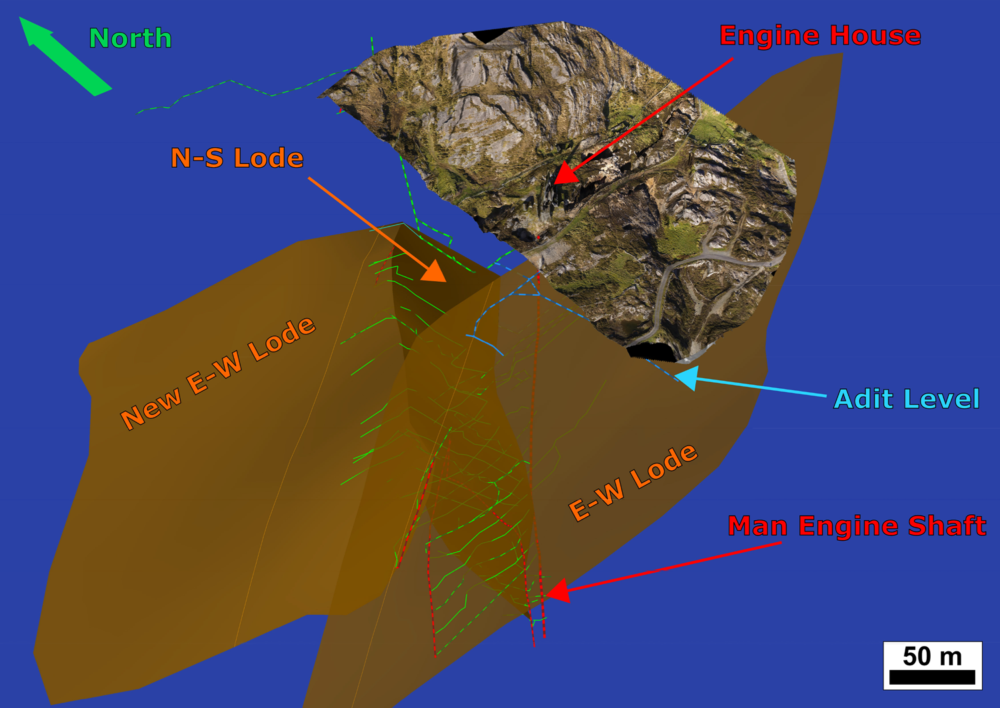 North
Engine House
N-S Lode
New E-W Lode
Adit Level
E-W Lode
Man Engine Shaft
50 m